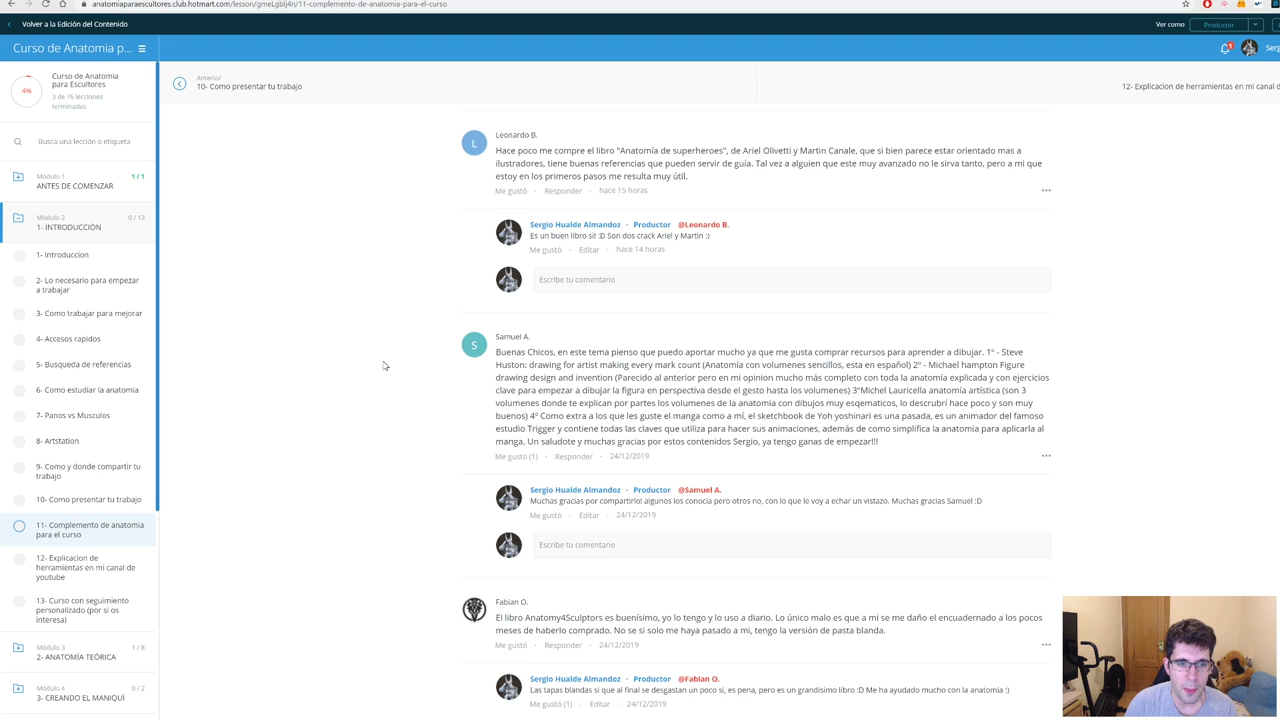 anatomiaparaescultores.club.hotmart.com/lesson/gmeLgblj4n/11-complemento-de-anatomia-para-el-curso
Volver a la Edición del Contenido
Ver como
Productor
Curso de Anatomia p...
1
Serg
4%
Curso de Anatomia
para Escultores
3 de 76 lecciones
terminadas
Anterior
10- Como presentar tu trabajo
12- Explicacion de herramientas en mi canal d
Busca una lección o etiqueta
Módulo 1
1 / 1
ANTES DE COMENZAR
Módulo 2
0 / 13
1- INTRODUCCIÓN
1- Introduccion
2- Lo necesario para empezar
a trabajar
3- Como trabajar para mejorar
4- Accesos rapidos
5- Busqueda de referencias
6- Como estudiar la anatomia
7- Panos vs Musculos
8- Artstation
9- Como y donde compartir tu
trabajo
10- Como presentar tu trabajo
11- Complemento de anatomia
para el curso
12- Explicacion de
herramientas en mi canal de
youtube
13- Curso con seguimiento
personalizado (por si os
interesa)
Módulo 3
1 / 8
2- ANATOMÍA TEÓRICA
Módulo 4
0 / 2
3- CREANDO EL MANIQUÍ
L
Leonardo B.
Hace poco me compre el libro "Anatomía de superheroes", de Ariel Olivetti y Martin Canale, que si bien parece estar orientado mas a
ilustradores, tiene buenas referencias que pueden servir de guía. Tal vez a alguien que este muy avanzado no le sirva tanto, pero a mi que
estoy en los primeros pasos me resulta muy útil.
Me gustó · Responder · hace 15 horas
Sergio Hualde Almandoz · Productor @Leonardo B.
Es un buen libro si! :D Son dos crack Ariel y Martin :)
Me gustó · Editar · hace 14 horas
Escribe tu comentario
S
Samuel A.
Buenas Chicos, en este tema pienso que puedo aportar mucho ya que me gusta comprar recursos para aprender a dibujar. 1º - Steve
Huston: drawing for artist making every mark count (Anatomía con volumenes sencillos, esta en español) 2º - Michael hampton Figure
drawing design and invention (Parecido al anterior pero en mi opinion mucho más completo con toda la anatomía explicada y con ejercicios
clave para empezar a dibujar la figura en perspectiva desde el gesto hasta los volumenes) 3ºMichel Lauricella anatomía artística (son 3
volumenes donde te explican por partes los volumenes de la anatomia con dibujos muy esqematicos, lo descrubrí hace poco y son muy
buenos) 4º Como extra a los que les guste el manga como a mí, el sketchbook de Yoh yoshinari es una pasada, es un animador del famoso
estudio Trigger y contiene todas las claves que utiliza para hacer sus animaciones, además de como simplifica la anatomia para aplicarla al
manga. Un saludote y muchas gracias por estos contenidos Sergio, ya tengo ganas de empezar!!!
Me gustó (1) · Responder · 24/12/2019
Sergio Hualde Almandoz · Productor @Samuel A.
Muchas gracias por compartirlo! algunos los conocia pero otros no, con lo que le voy a echar un vistazo. Muchas gracias Samuel :D
Me gustó · Editar · 24/12/2019
Escribe tu comentario
Fabian O.
El libro Anatomy4Sculptors es buenísimo, yo lo tengo y lo uso a diario. Lo único malo es que a mi se me daño el encuadernado a los pocos
meses de haberlo comprado. No se si solo me haya pasado a mi, tengo la versión de pasta blanda.
Me gustó · Responder · 24/12/2019
Sergio Hualde Almandoz · Productor @Fabian O.
Las tapas blandas si que al final se desgastan un poco si, es pena, pero es un grandísimo libro :D Me ha ayudado mucho con la anatomia :)
Me gustó (1) · Editar · 24/12/2019